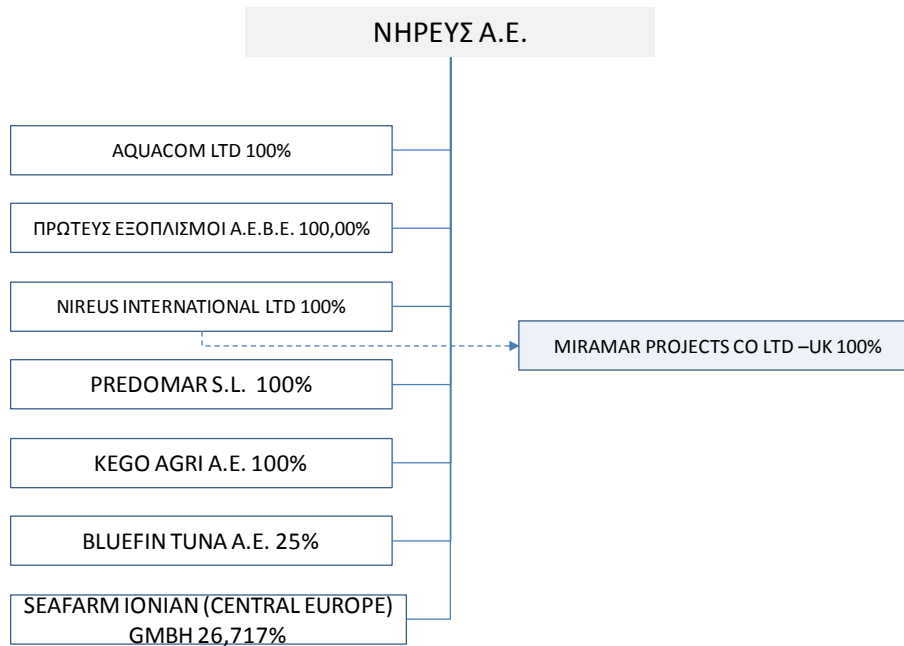 ΝΗΡΕΥΣ Α.Ε.
AQUACOM LTD 100%
ΠΡΩΤΕΥΣ ΕΞΟΠΛΙΣΜΟΙ Α.Ε.Β.Ε. 100,00%
NIREUS INTERNATIONAL LTD 100%
MIRAMAR PROJECTS CO LTD –UK 100%
PREDOMAR S.L. 100%
KEGO AGRI A.E. 100%
BLUEFIN TUNA A.E. 25%
SEAFARM IONIAN (CENTRAL EUROPE)
GMBH 26,717%